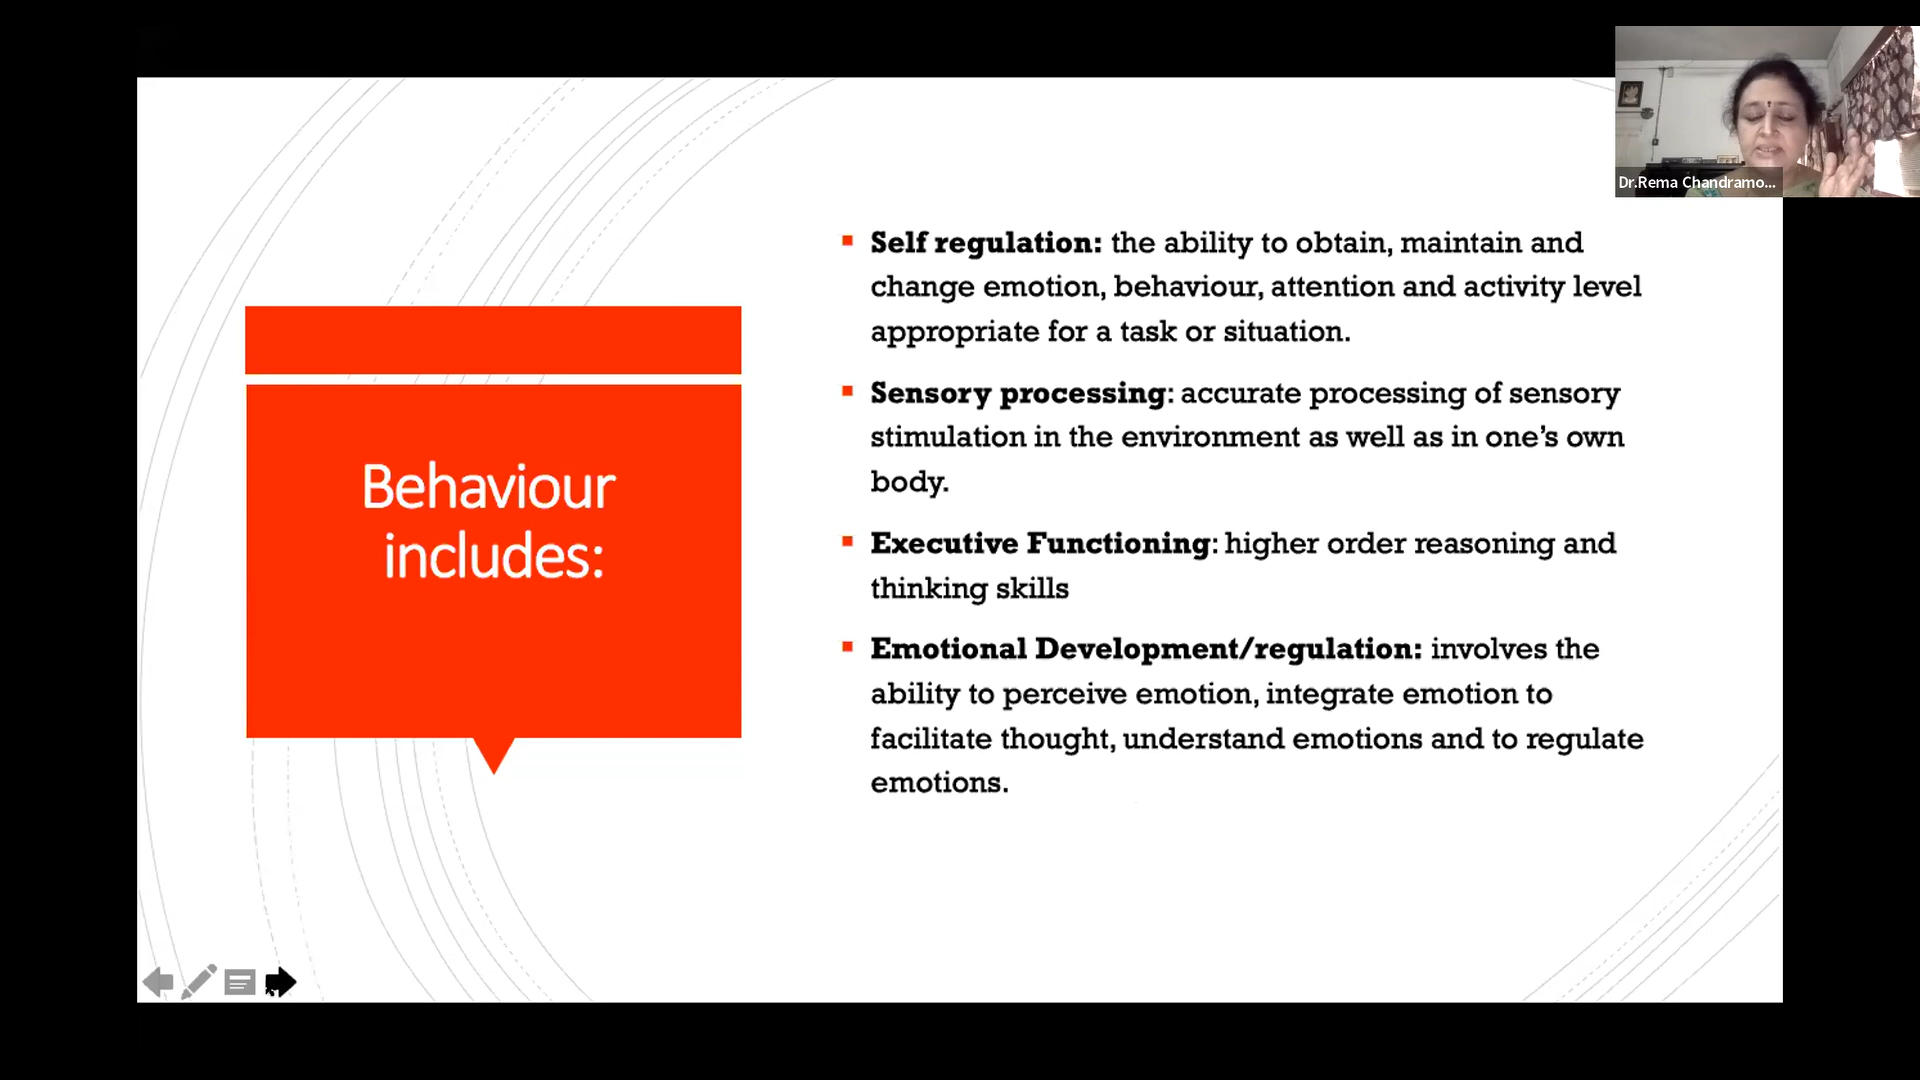 Dr.Rema Chandramo...
Behaviour
includes:
Self regulation: the ability to obtain, maintain and
change emotion, behaviour, attention and activity level
appropriate for a task or situation.
Sensory processing: accurate processing of sensory
stimulation in the environment as well as in one’s own
body.
Executive Functioning: higher order reasoning and
thinking skills
Emotional Development/regulation: involves the
ability to perceive emotion, integrate emotion to
facilitate thought, understand emotions and to regulate
emotions.